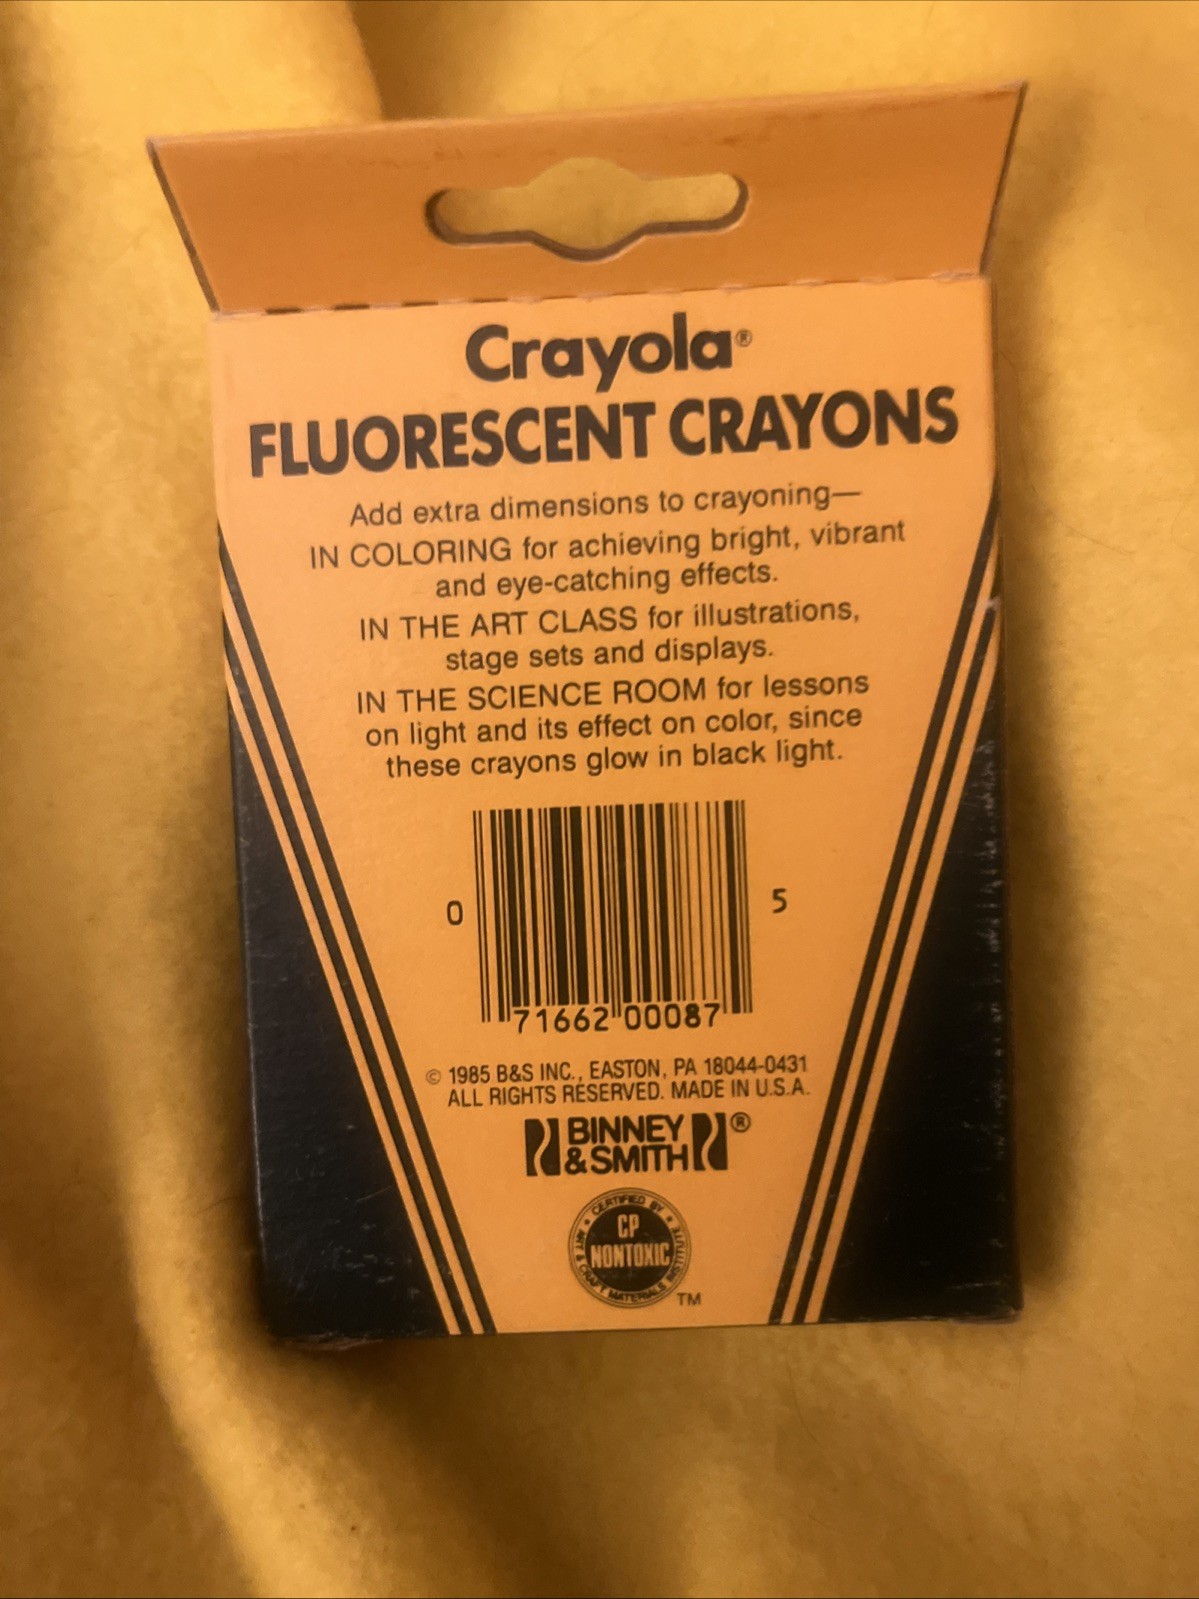 Crayola®
FLUORESCENT CRAYONS
Add extra dimensions to crayoning—
IN COLORING for achieving bright, vibrant
and eye-catching effects.
IN THE ART CLASS for illustrations,
stage sets and displays.
IN THE SCIENCE ROOM for lessons
on light and its effect on color, since
these crayons glow in black light.
0 71662 00087 5
© 1985 B&S INC., EASTON, PA 18044-0431
ALL RIGHTS RESERVED. MADE IN U.S.A.
BINNEY ®
& SMITH
CERTIFIED BY
ART & CRAFT MATERIALS INSTITUTE
CP
NONTOXIC
TM